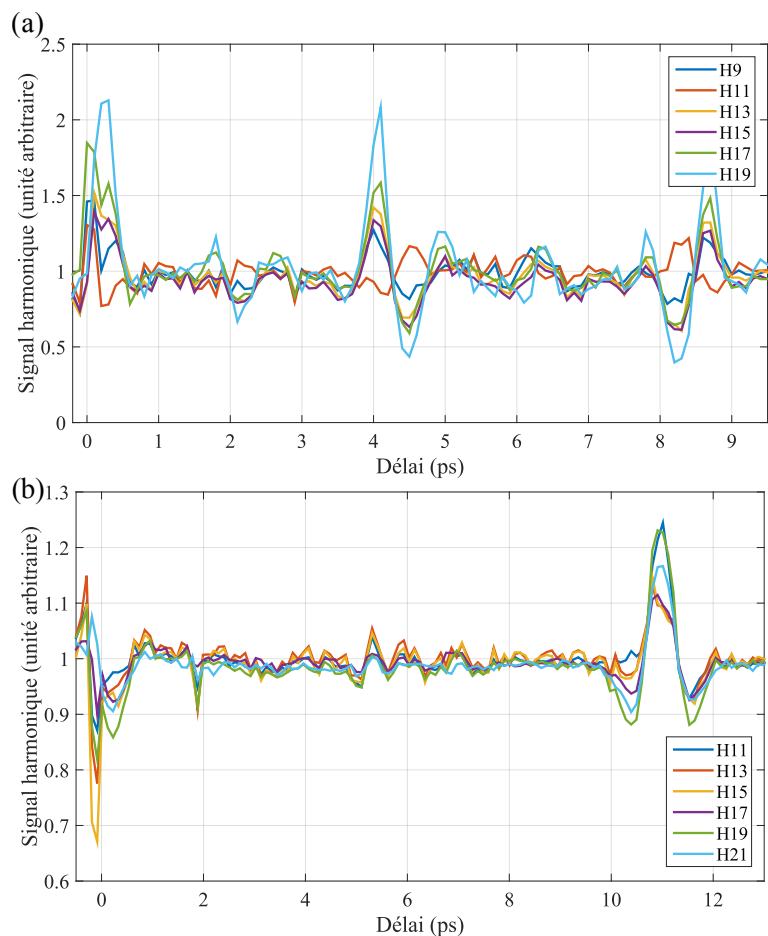 (a)
2.5
2
1.5
1
0.5
0
Signal harmonique (unité arbitraire)
H9
H11
H13
H15
H17
H19
0 1 2 3 4 5 6 7 8 9
Délai (ps)
(b)
1.3
1.2
1.1
1
0.9
0.8
0.7
0.6
Signal harmonique (unité arbitraire)
H11
H13
H15
H17
H19
H21
0 2 4 6 8 10 12
Délai (ps)